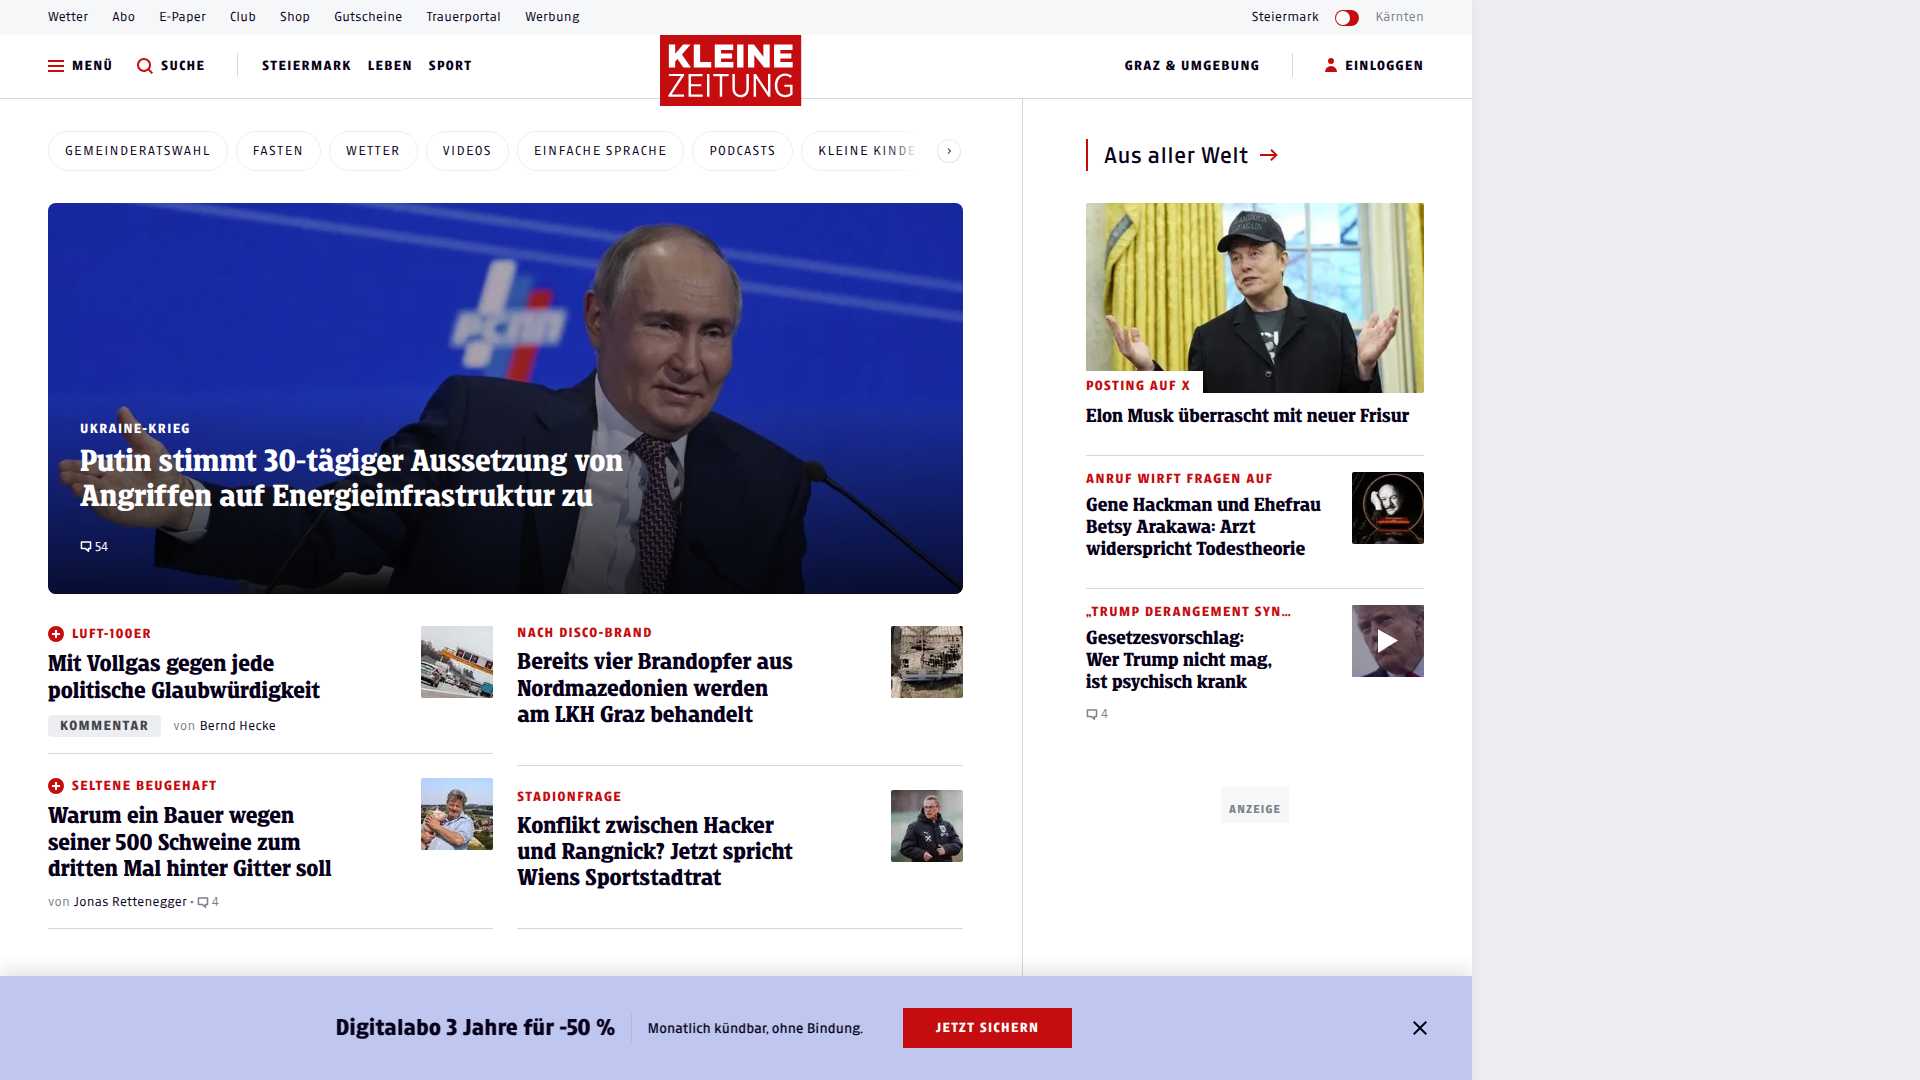 Wetter Abo E-Paper Club Shop Gutscheine Trauerportal Werbung Steiermark Kärnten
MENÜ SUCHE STEIERMARK LEBEN SPORT KLEINE ZEITUNG GRAZ & UMGEBUNG EINLOGGEN
GEMEINDERATSWAHL FASTEN WETTER VIDEOS EINFACHE SPRACHE PODCASTS KLEINE KINDE
UKRAINE-KRIEG
Putin stimmt 30-tägiger Aussetzung von
Angriffen auf Energieinfrastruktur zu
54
LUFT-100ER
Mit Vollgas gegen jede
politische Glaubwürdigkeit
KOMMENTAR von Bernd Hecke
SELTENE BEUGEHAFT
Warum ein Bauer wegen
seiner 500 Schweine zum
dritten Mal hinter Gitter soll
von Jonas Rettenegger · 4
NACH DISCO-BRAND
Bereits vier Brandopfer aus
Nordmazedonien werden
am LKH Graz behandelt
STADIONFRAGE
Konflikt zwischen Hacker
und Rangnick? Jetzt spricht
Wiens Sportstadtrat
Aus aller Welt
POSTING AUF X
Elon Musk überrascht mit neuer Frisur
ANRUF WIRFT FRAGEN AUF
Gene Hackman und Ehefrau
Betsy Arakawa: Arzt
widerspricht Todestheorie
„TRUMP DERANGEMENT SYN...
Gesetzesvorschlag:
Wer Trump nicht mag,
ist psychisch krank
4
ANZEIGE
Digitalabo 3 Jahre für -50 % Monatlich kündbar, ohne Bindung. JETZT SICHERN